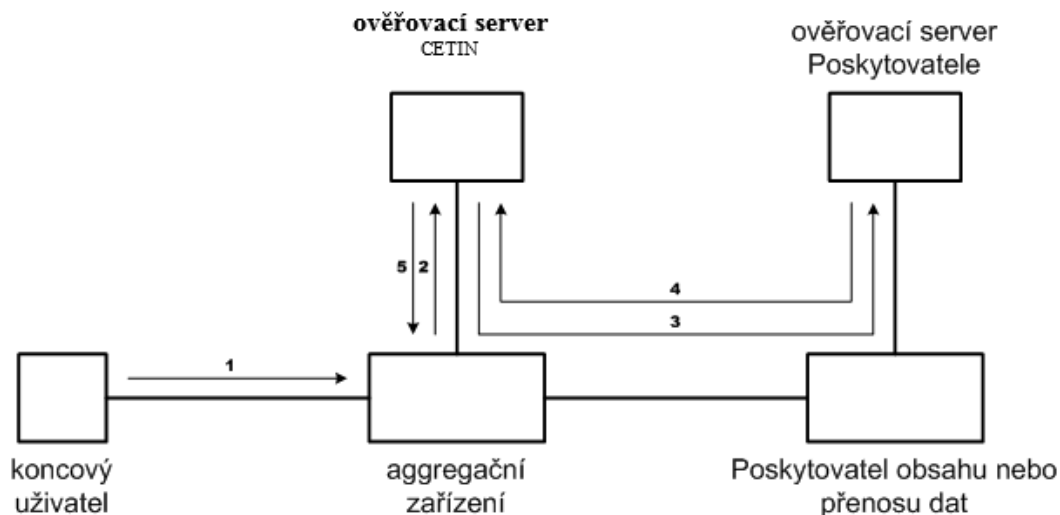 ověřovací server
CETIN
ověřovací server
Poskytovatele
5
2
4
3
1
koncový
uživatel
aggregační
zařízení
Poskytovatel obsahu nebo
přenosu dat